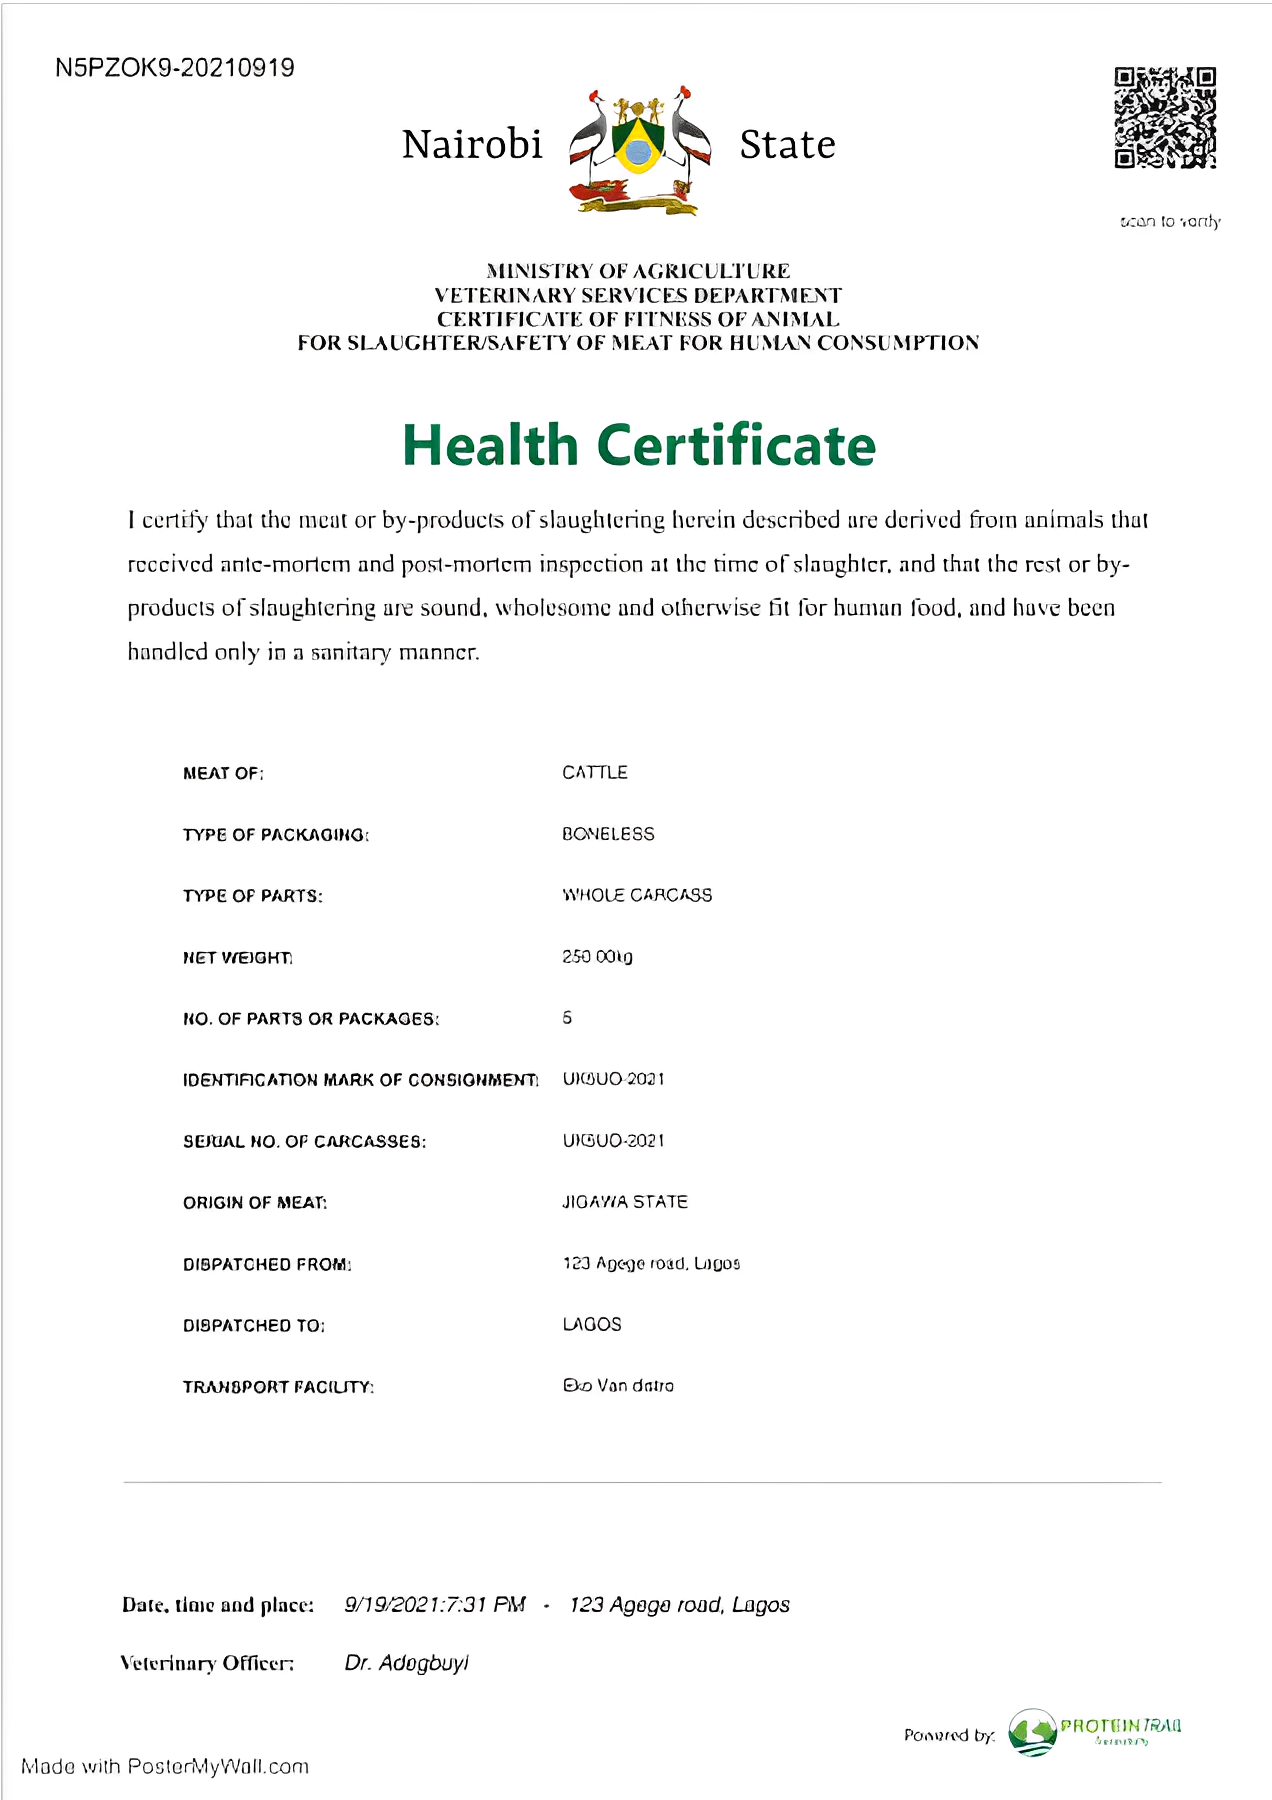 N5PZOK9-20210919
Nairobi State
scan to verify
MINISTRY OF AGRICULTURE
VETERINARY SERVICES DEPARTMENT
CERTIFICATE OF FITNESS OF ANIMAL
FOR SLAUGHTER/SAFETY OF MEAT FOR HUMAN CONSUMPTION
Health Certificate
I certify that the meat or by-products of slaughtering herein described are derived from animals that
received ante-mortem and post-mortem inspection at the time of slaughter, and that the rest or by-
products of slaughtering are sound, wholesome and otherwise fit for human food, and have been
handled only in a sanitary manner.
MEAT OF: CATTLE
TYPE OF PACKAGING: BONELESS
TYPE OF PARTS: WHOLE CARCASS
NET WEIGHT: 250.00kg
NO. OF PARTS OR PACKAGES: 5
IDENTIFICATION MARK OF CONSIGNMENT:
SERIAL NO. OF CARCASSES:
ORIGIN OF MEAT: JIGAWA STATE
DISPATCHED FROM: 123 Agege road, Lagos
DISPATCHED TO: LAGOS
TRANSPORT FACILITY: Eko Van
Date, time and place: 9/19/2021:7:31 PM - 123 Agege road, Lagos
Veterinary Officer: Dr. Adegbuyi
Powered by: PROTEIN TRAIL
Made with PosterMyWall.com